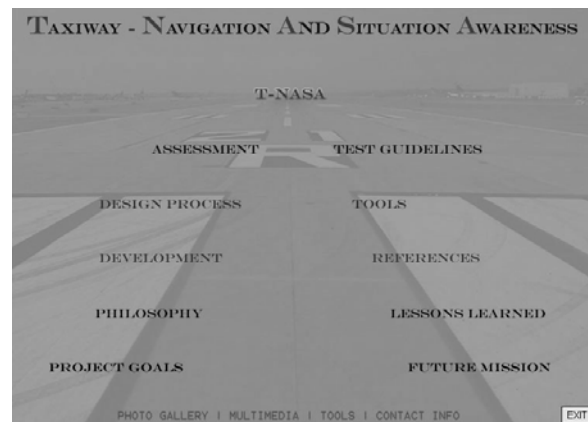 TAXIWAY - NAVIGATION AND SITUATION AWARENESS
T-NASA
ASSESSMENT TEST GUIDELINES
DESIGN PROCESS TOOLS
DEVELOPMENT REFERENCES
PHILOSOPHY LESSONS LEARNED
PROJECT GOALS FUTURE MISSION
PHOTO GALLERY | MULTIMEDIA | TOOLS | CONTACT INFO EXIT